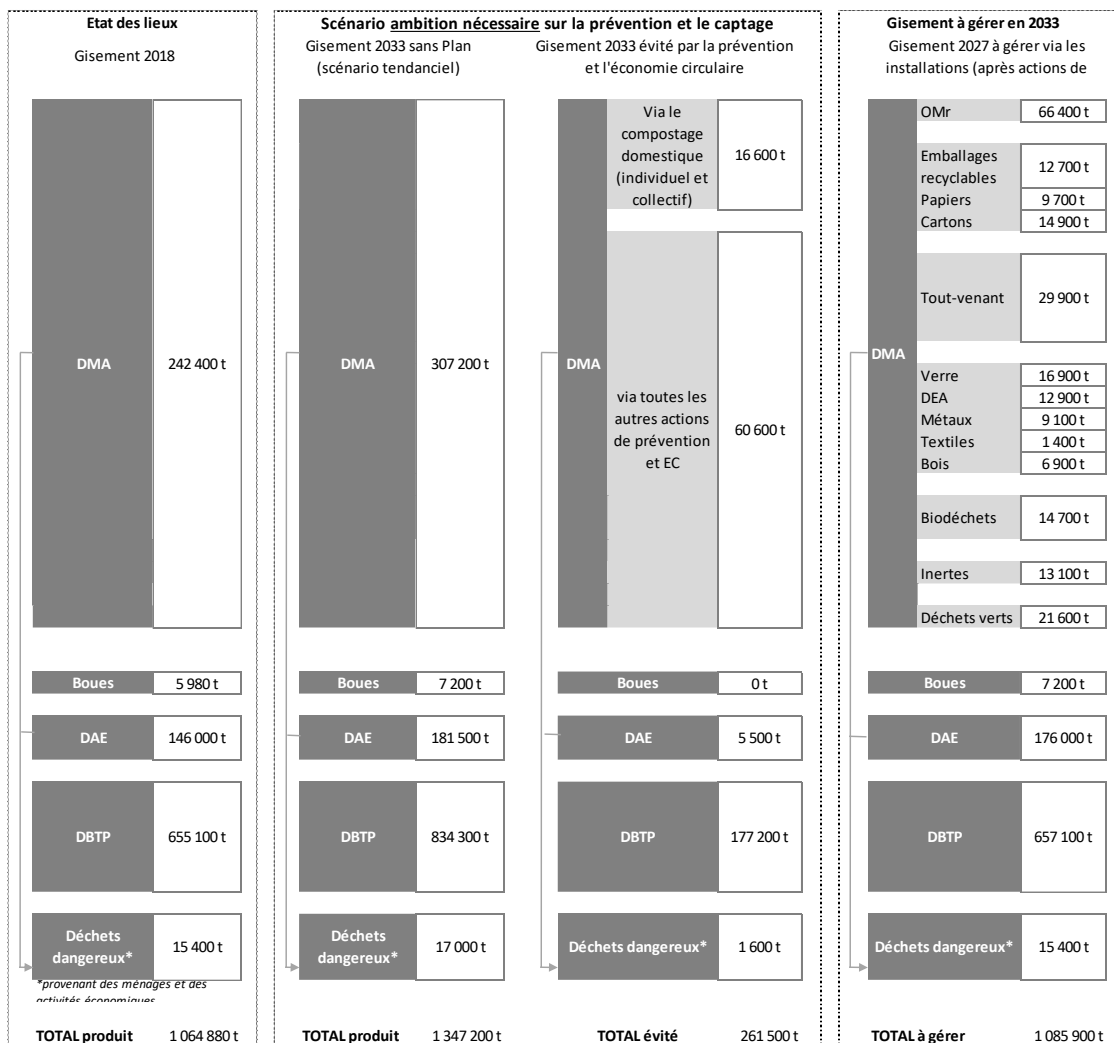 Etat des lieux
Gisement 2018
DMA 242 400 t
Boues 5 980 t
DAE 146 000 t
DBTP 655 100 t
Déchets
dangereux* 15 400 t
*provenant des ménages et des
activités économiques
TOTAL produit 1 064 880 t
Scénario ambition nécessaire sur la prévention et le captage
Gisement 2033 sans Plan
(scénario tendanciel)
DMA 307 200 t
Boues 7 200 t
DAE 181 500 t
DBTP 834 300 t
Déchets
dangereux* 17 000 t
TOTAL produit 1 347 200 t
Gisement 2033 évité par la prévention
et l'économie circulaire
DMA
Via le
compostage
domestique
(individuel et
collectif)
16 600 t
via toutes les
autres actions
de prévention
et EC
60 600 t
Boues 0 t
DAE 5 500 t
DBTP 177 200 t
Déchets dangereux* 1 600 t
TOTAL évité 261 500 t
Gisement à gérer en 2033
Gisement 2027 à gérer via les
installations (après actions de
DMA
OMr 66 400 t
Emballages
recyclables
12 700 t
Papiers 9 700 t
Cartons 14 900 t
Tout-venant 29 900 t
Verre 16 900 t
DEA 12 900 t
Métaux 9 100 t
Textiles 1 400 t
Bois 6 900 t
Biodéchets 14 700 t
Inertes 13 100 t
Déchets verts 21 600 t
Boues 7 200 t
DAE 176 000 t
DBTP 657 100 t
Déchets dangereux* 15 400 t
TOTAL à gérer 1 085 900 t